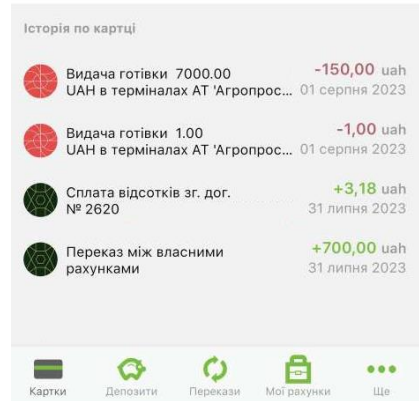 Історія по картці
Видача готівки 7000.00
UAH в терміналах АТ 'Агропрос...
-150,00 uah
01 серпня 2023
Видача готівки 1.00
UAH в терміналах АТ 'Агропрос...
-1,00 uah
01 серпня 2023
Сплата відсотків зг. дог.
№ 2620
+3,18 uah
31 липня 2023
Переказ між власними
рахунками
+700,00 uah
31 липня 2023
Картки
Депозити
Перекази
Мої рахунки
Ще